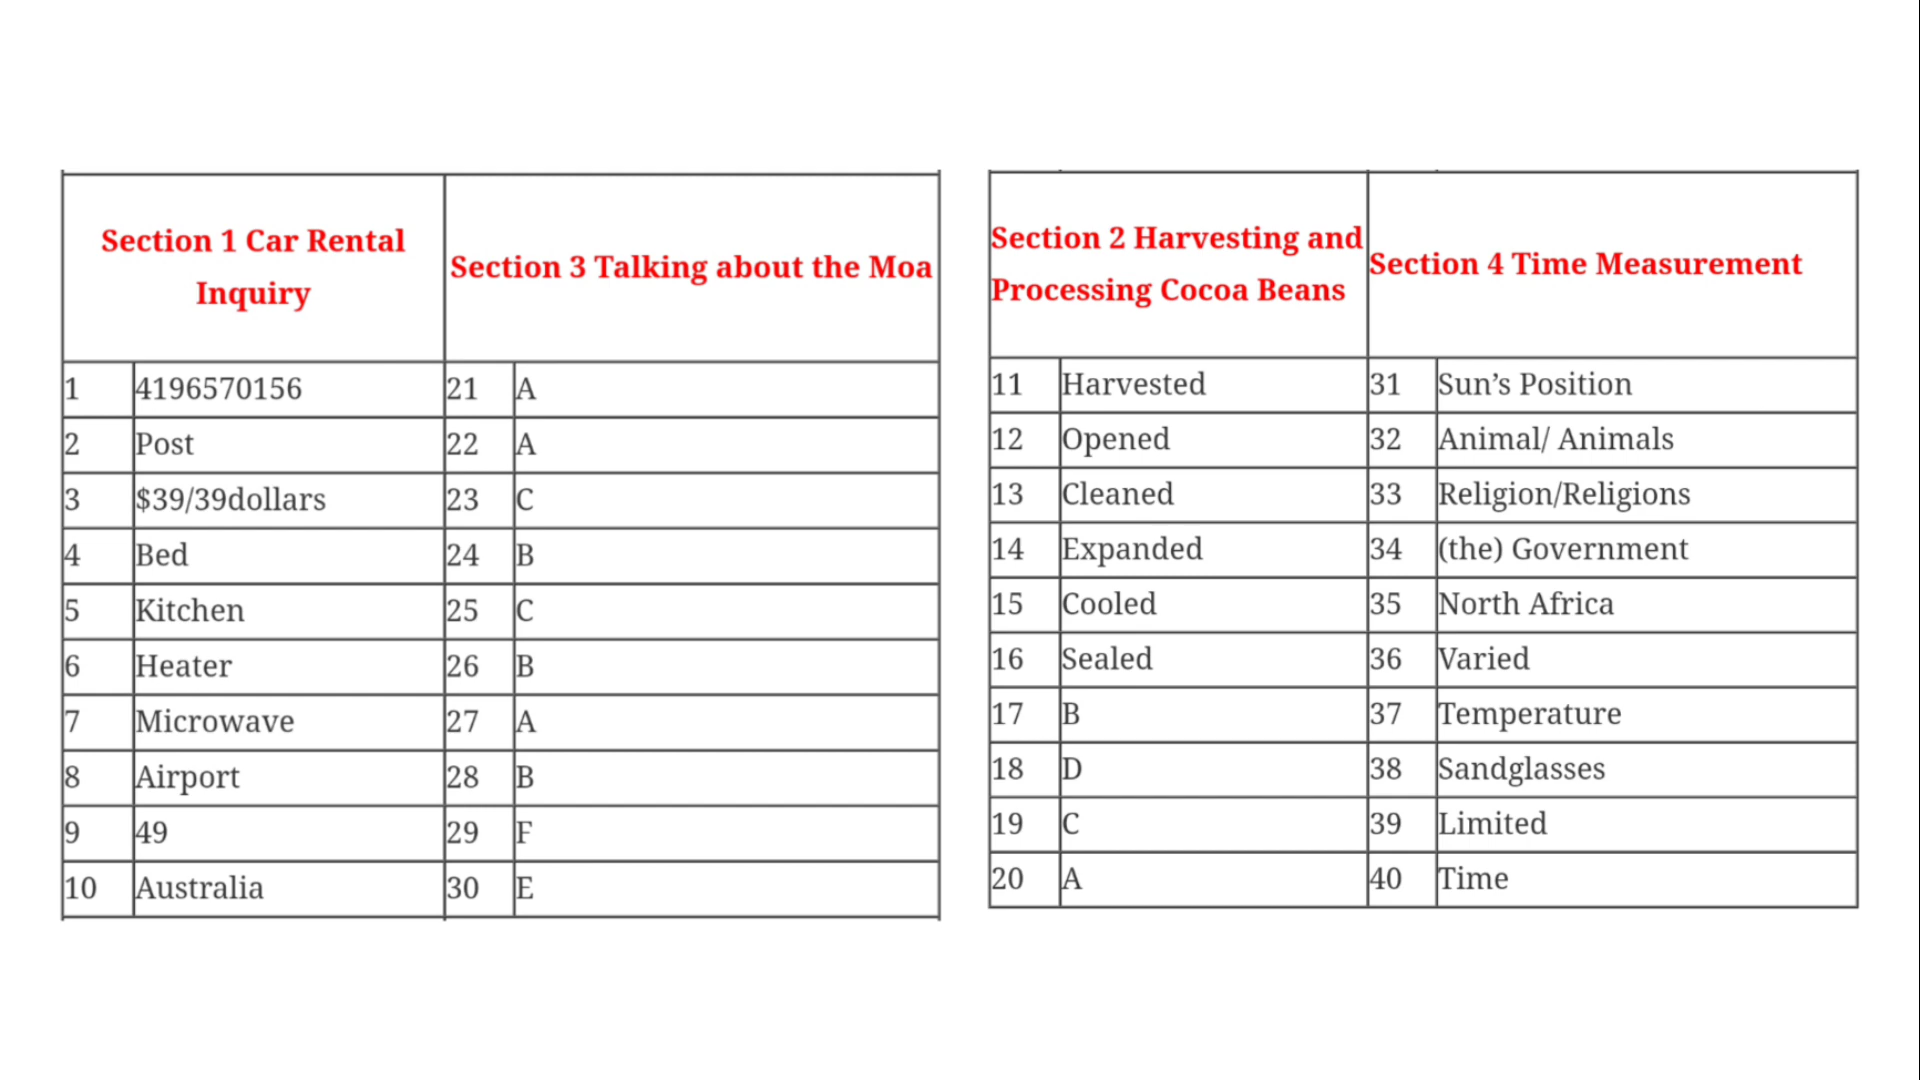 Section 1 Car Rental
Inquiry
Section 3 Talking about the Moa
1 4196570156 21 A
2 Post 22 A
3 $39/39dollars 23 C
4 Bed 24 B
5 Kitchen 25 C
6 Heater 26 B
7 Microwave 27 A
8 Airport 28 B
9 49 29 F
10 Australia 30 E
Section 2 Harvesting and
Processing Cocoa Beans
Section 4 Time Measurement
11 Harvested 31 Sun’s Position
12 Opened 32 Animal/ Animals
13 Cleaned 33 Religion/Religions
14 Expanded 34 (the) Government
15 Cooled 35 North Africa
16 Sealed 36 Varied
17 B 37 Temperature
18 D 38 Sandglasses
19 C 39 Limited
20 A 40 Time